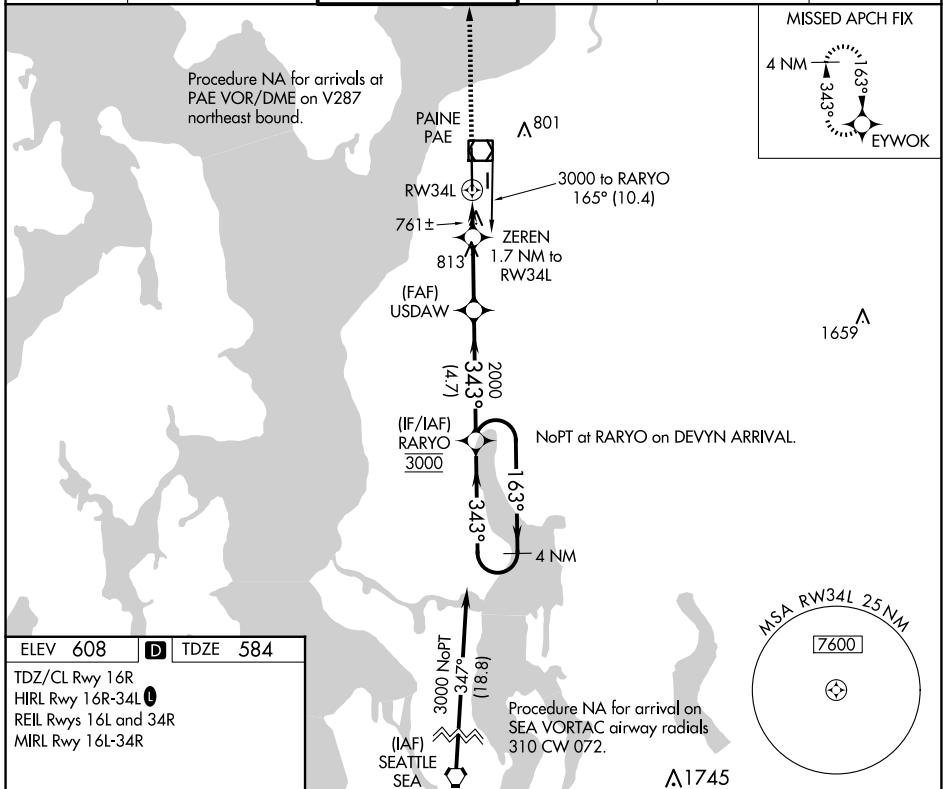 MISSED APCH FIX
4 NM
163°
343°
EYWOK
Procedure NA for arrivals at
PAE VOR/DME on V287
northeast bound.
PAINE
PAE
801
RW34L
3000 to RARYO
165° (10.4)
761±
ZEREN
1.7 NM to
RW34L
813
(FAF)
USDAW
1659
2000
343°
(4.7)
(IF/IAF)
RARYO
3000
NoPT at RARYO on DEVYN ARRIVAL.
163°
343°
4 NM
MSA RW34L 25 NM
7600
ELEV 608 D TDZE 584
TDZ/CL Rwy 16R
HIRL Rwy 16R-34L L
REIL Rwys 16L and 34R
MIRL Rwy 16L-34R
3000 NoPT
347°
(18.8)
Procedure NA for arrival on
SEA VORTAC airway radials
310 CW 072.
(IAF)
SEATTLE
SEA
1745